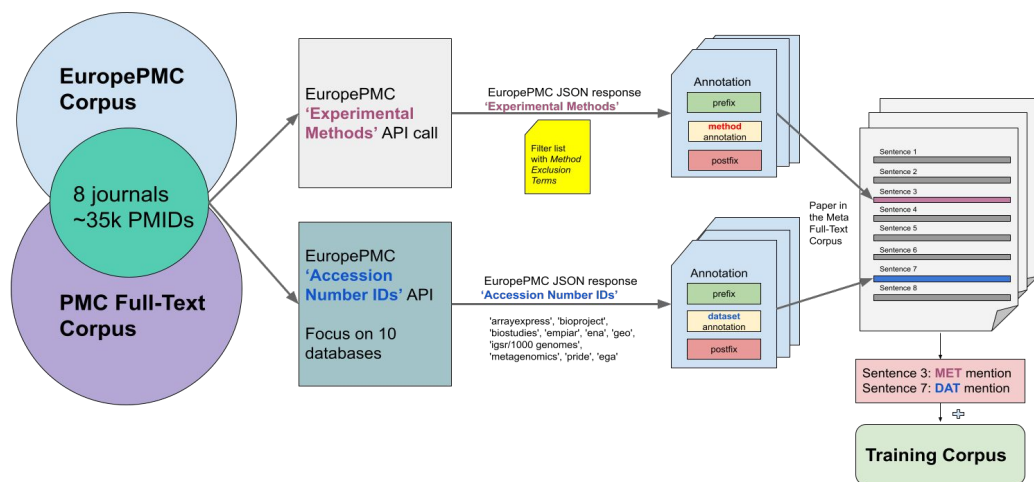 EuropePMC
Corpus
8 journals
~35k PMIDs
PMC Full-Text
Corpus
EuropePMC
‘Experimental
Methods’ API call
EuropePMC JSON response
‘Experimental Methods’
Filter list
with Method
Exclusion
Terms
Annotation
prefix
method
annotation
postfix
EuropePMC
‘Accession
Number IDs’ API
Focus on 10
databases
EuropePMC JSON response
‘Accession Number IDs’
'arrayexpress', 'bioproject',
'biostudies', 'empiar', 'ena', 'geo',
'igsr/1000 genomes',
'metagenomics', 'pride', 'ega'
Annotation
prefix
dataset
annotation
postfix
Paper in
the Meta
Full-Text
Corpus
Sentence 1
Sentence 2
Sentence 3
Sentence 4
Sentence 5
Sentence 6
Sentence 7
Sentence 8
Sentence 3: MET mention
Sentence 7: DAT mention
Training Corpus